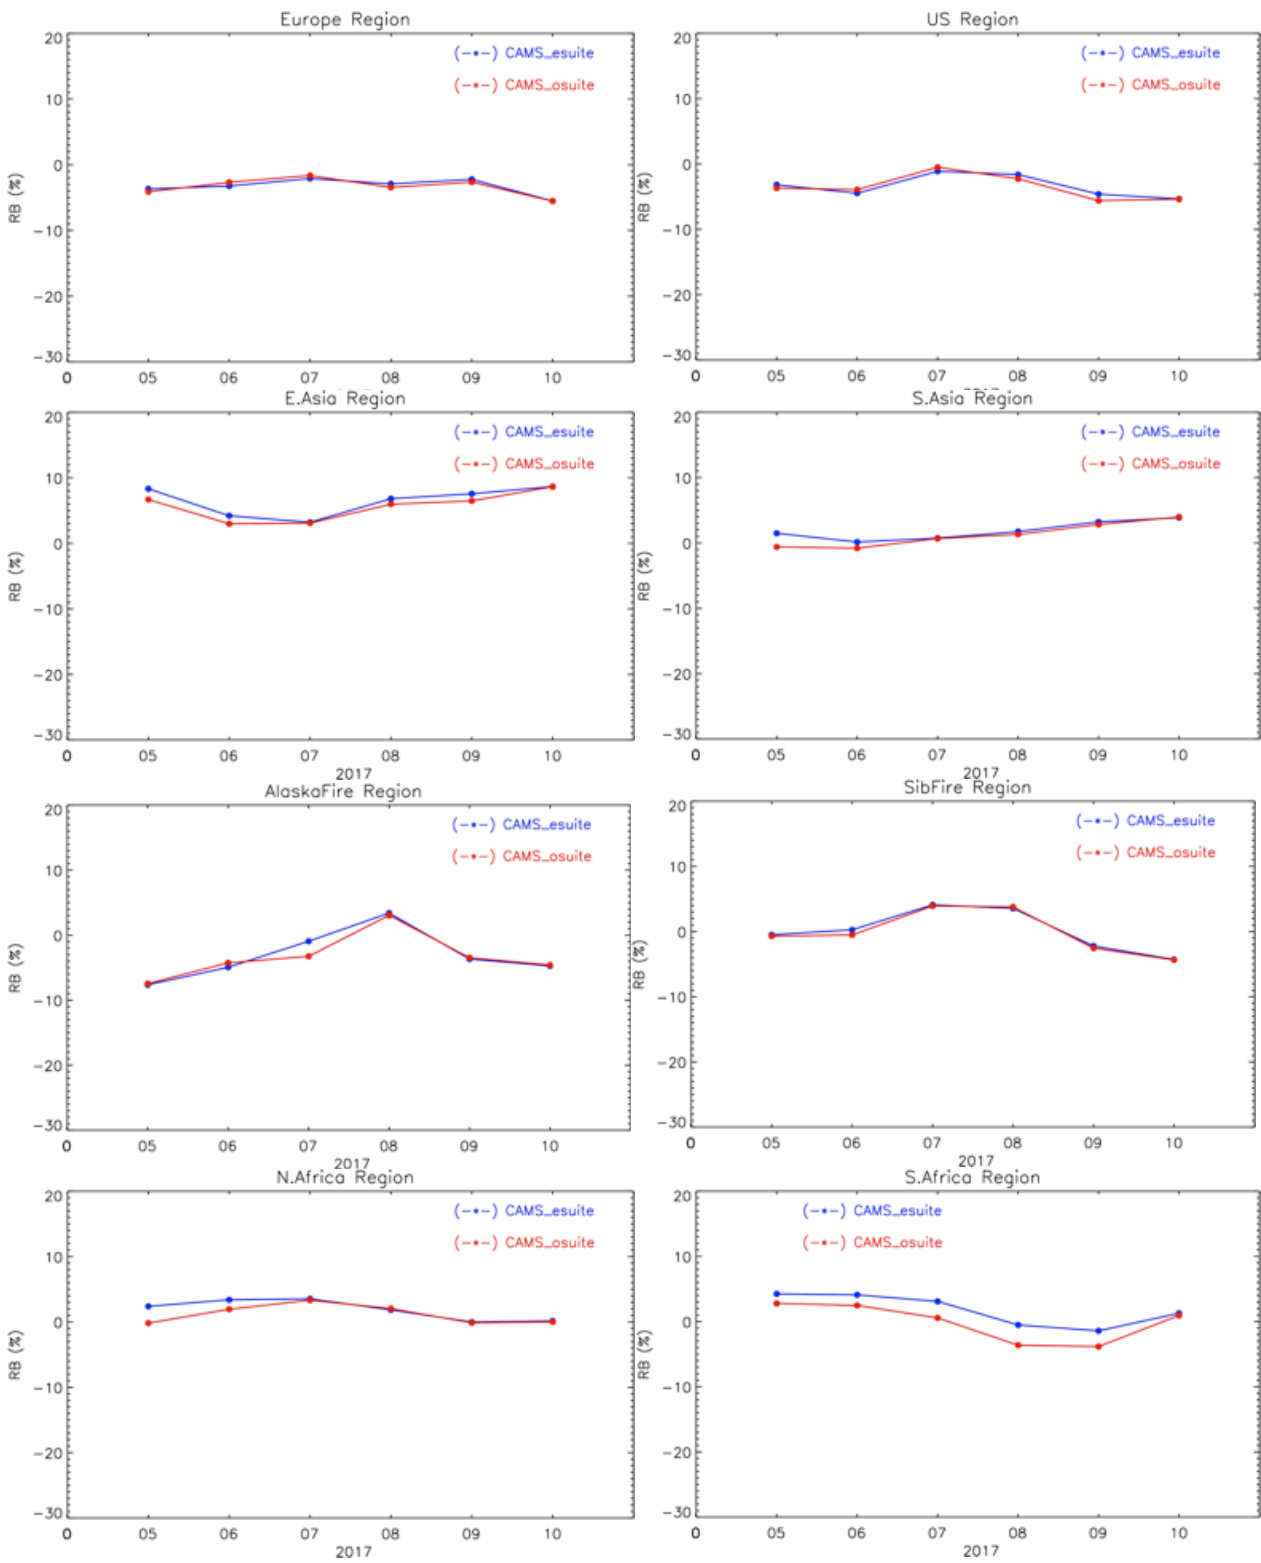 Europe Region
20
10
0
−10
−20
−30
RB (%)
(−*−) CAMS_esuite
(−*−) CAMS_osuite
0 05 06 07 08 09 10
US Region
20
10
0
−10
−20
−30
RB (%)
(−*−) CAMS_esuite
(−*−) CAMS_osuite
0 05 06 07 08 09 10
E.Asia Region
20
10
0
−10
−20
−30
RB (%)
(−*−) CAMS_esuite
(−*−) CAMS_osuite
0 05 06 07 08 09 10
2017
S.Asia Region
20
10
0
−10
−20
−30
RB (%)
(−*−) CAMS_esuite
(−*−) CAMS_osuite
0 05 06 07 08 09 10
2017
AlaskaFire Region
20
10
0
−10
−20
−30
RB (%)
(−*−) CAMS_esuite
(−*−) CAMS_osuite
0 05 06 07 08 09 10
2017
SibFire Region
20
10
0
−10
−20
−30
RB (%)
(−*−) CAMS_esuite
(−*−) CAMS_osuite
0 05 06 07 08 09 10
2017
N.Africa Region
20
10
0
−10
−20
−30
RB (%)
(−*−) CAMS_esuite
(−*−) CAMS_osuite
0 05 06 07 08 09 10
2017
S.Africa Region
20
10
0
−10
−20
−30
RB (%)
(−*−) CAMS_esuite
(−*−) CAMS_osuite
0 05 06 07 08 09 10
2017